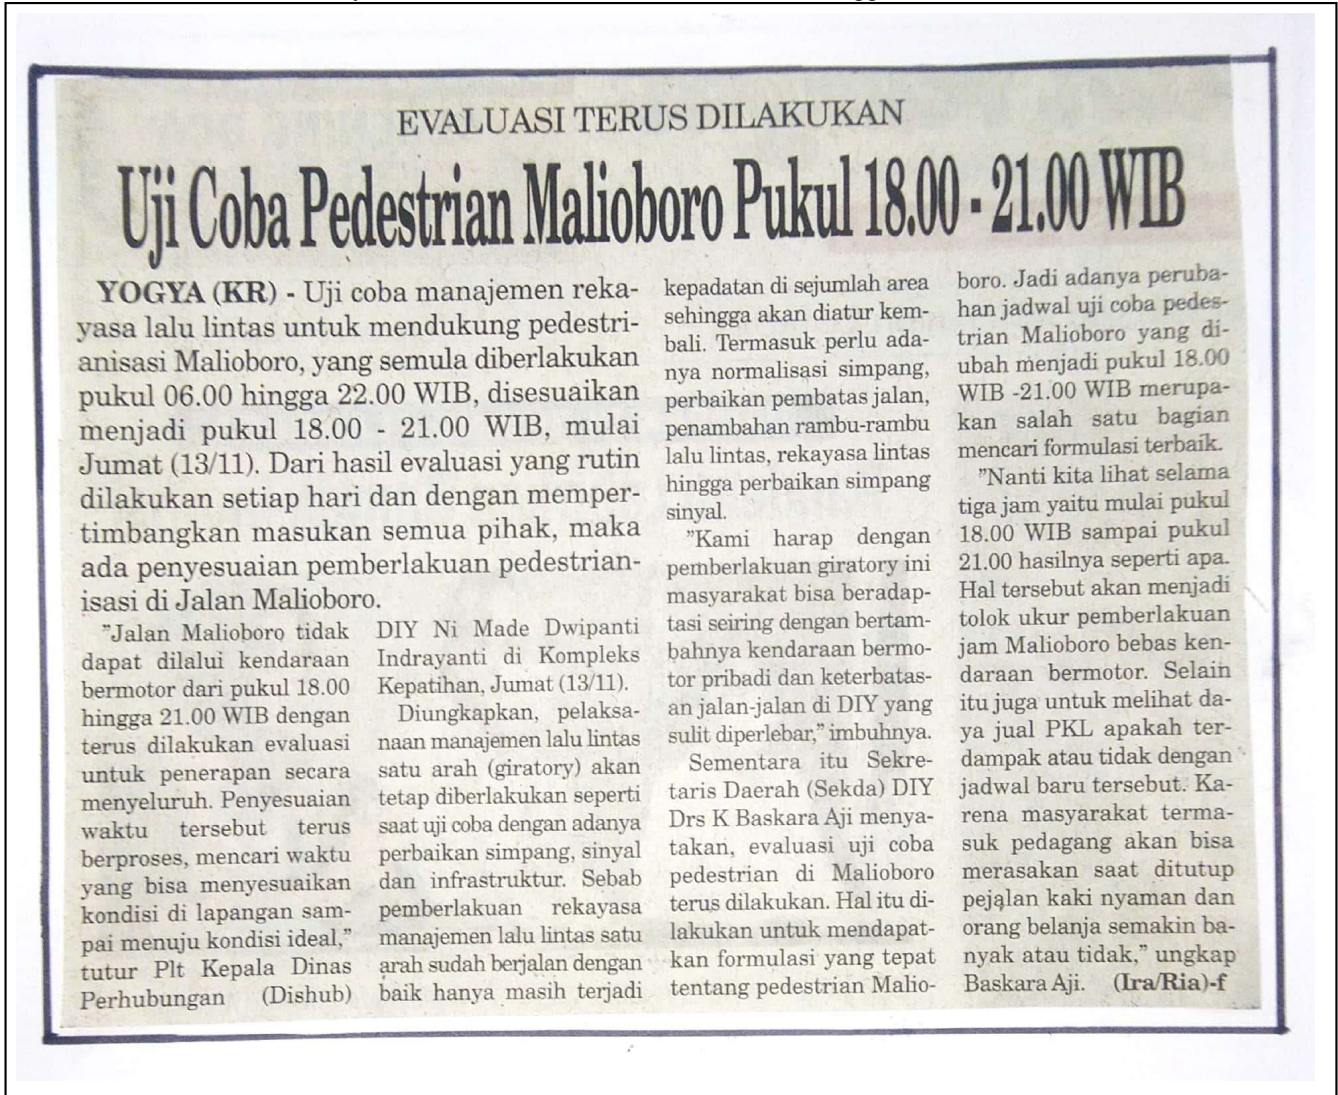 EVALUASI TERUS DILAKUKAN
Uji Coba Pedestrian Malioboro Pukul 18.00 - 21.00 WIB
YOGYA (KR) - Uji coba manajemen reka-
yasa lalu lintas untuk mendukung pedestri-
anisasi Malioboro, yang semula diberlakukan
pukul 06.00 hingga 22.00 WIB, disesuaikan
menjadi pukul 18.00 - 21.00 WIB, mulai
Jumat (13/11). Dari hasil evaluasi yang rutin
dilakukan setiap hari dan dengan memper-
timbangkan masukan semua pihak, maka
ada penyesuaian pemberlakuan pedestrian-
isasi di Jalan Malioboro.
"Jalan Malioboro tidak
dapat dilalui kendaraan
bermotor dari pukul 18.00
hingga 21.00 WIB dengan
terus dilakukan evaluasi
untuk penerapan secara
menyeluruh. Penyesuaian
waktu tersebut terus
berproses, mencari waktu
yang bisa menyesuaikan
kondisi di lapangan sam-
pai menuju kondisi ideal,"
tutur Plt Kepala Dinas
Perhubungan (Dishub)
DIY Ni Made Dwipanti
Indrayanti di Kompleks
Kepatihan, Jumat (13/11).
Diungkapkan, pelaksa-
naan manajemen lalu lintas
satu arah (giratory) akan
tetap diberlakukan seperti
saat uji coba dengan adanya
perbaikan simpang, sinyal
dan infrastruktur. Sebab
pemberlakuan rekayasa
manajemen lalu lintas satu
arah sudah berjalan dengan
baik hanya masih terjadi
kepadatan di sejumlah area
sehingga akan diatur kem-
bali. Termasuk perlu ada-
nya normalisasi simpang,
perbaikan pembatas jalan,
penambahan rambu-rambu
lalu lintas, rekayasa lintas
hingga perbaikan simpang
sinyal.
"Kami harap dengan
pemberlakuan giratory ini
masyarakat bisa beradap-
tasi seiring dengan bertam-
bahnya kendaraan bermo-
tor pribadi dan keterbatas-
an jalan-jalan di DIY yang
sulit diperlebar," imbuhnya.
Sementara itu Sekre-
taris Daerah (Sekda) DIY
Drs K Baskara Aji menya-
takan, evaluasi uji coba
pedestrian di Malioboro
terus dilakukan. Hal itu di-
lakukan untuk mendapat-
kan formulasi yang tepat
tentang pedestrian Malio-
boro. Jadi adanya peruba-
han jadwal uji coba pedes-
trian Malioboro yang di-
ubah menjadi pukul 18.00
WIB -21.00 WIB merupa-
kan salah satu bagian
mencari formulasi terbaik.
"Nanti kita lihat selama
tiga jam yaitu mulai pukul
18.00 WIB sampai pukul
21.00 hasilnya seperti apa.
Hal tersebut akan menjadi
tolok ukur pemberlakuan
jam Malioboro bebas ken-
daraan bermotor. Selain
itu juga untuk melihat da-
ya jual PKL apakah ter-
dampak atau tidak dengan
jadwal baru tersebut. Ka-
rena masyarakat terma-
suk pedagang akan bisa
merasakan saat ditutup
pejalan kaki nyaman dan
orang belanja semakin ba-
nyak atau tidak," ungkap
Baskara Aji. (Ira/Ria)-f